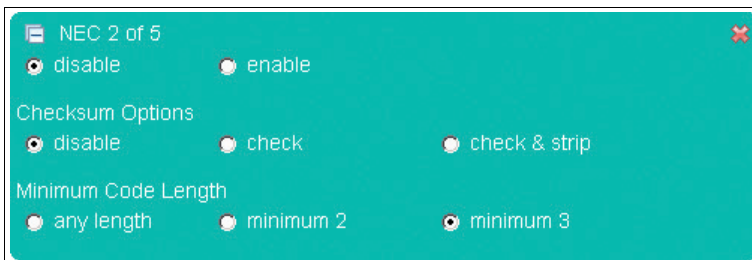 NEC 2 of 5
disable enable
Checksum Options
disable check check & strip
Minimum Code Length
any length minimum 2 minimum 3